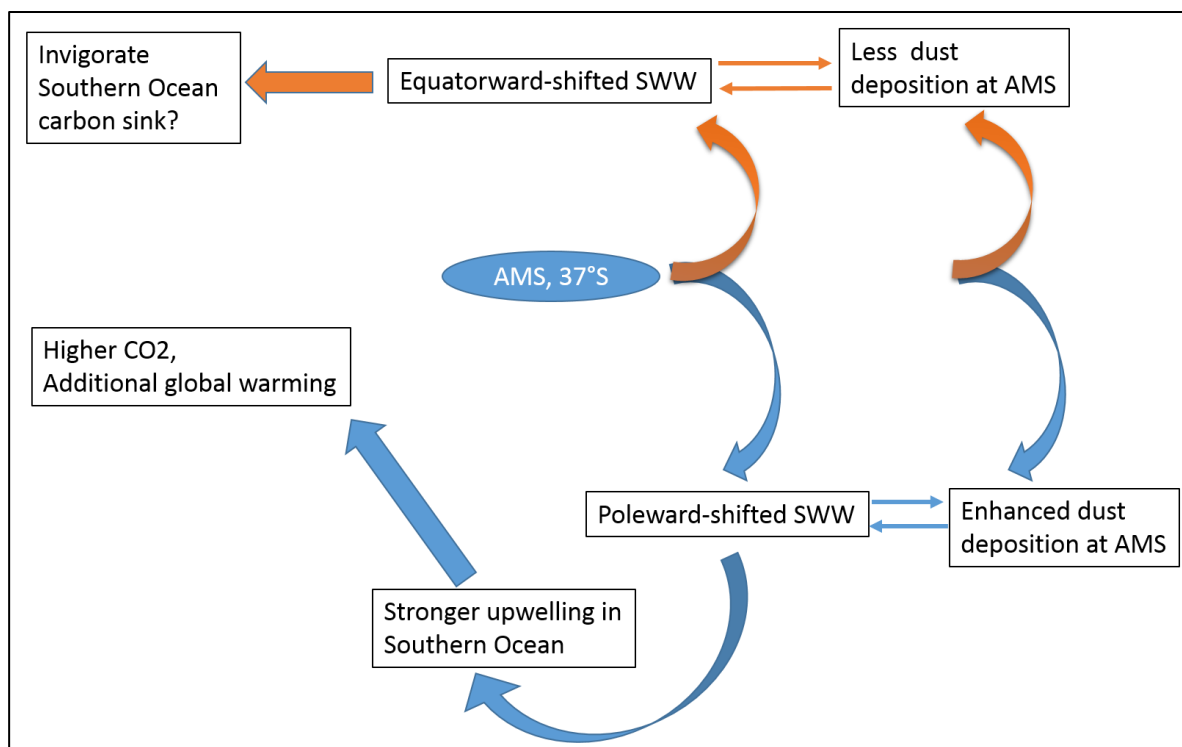 Invigorate
Southern Ocean
carbon sink?
Equatorward-shifted SWW
Less dust
deposition at AMS
AMS, 37°S
Higher CO2,
Additional global warming
Poleward-shifted SWW
Enhanced dust
deposition at AMS
Stronger upwelling in
Southern Ocean